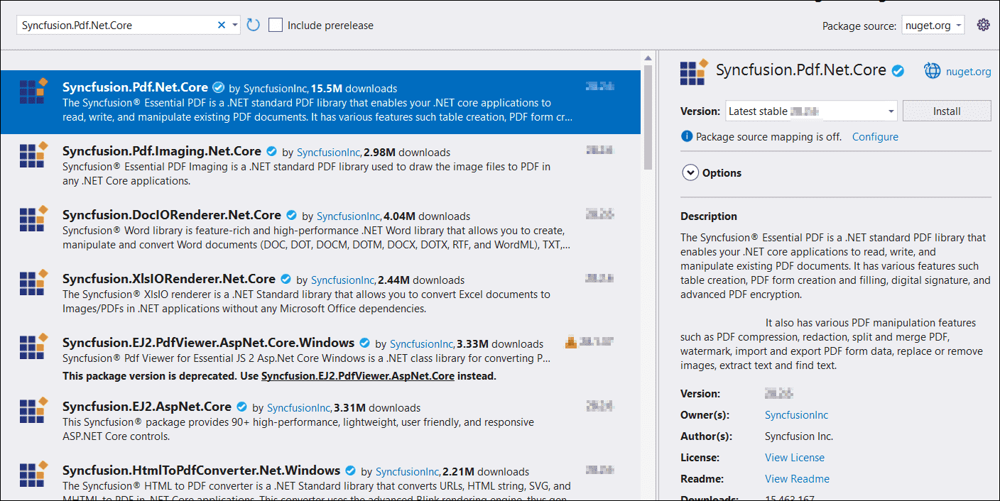 Syncfusion.Pdf.Net.Core
Include prerelease
Package source: nuget.org
Syncfusion.Pdf.Net.Core by SyncfusionInc, 15.5M downloads
The Syncfusion® Essential PDF is a .NET standard PDF library that enables your .NET core applications to
read, write, and manipulate existing PDF documents. It has various features such table creation, PDF form cr...
Syncfusion.Pdf.Imaging.Net.Core by SyncfusionInc, 2.98M downloads
Syncfusion® Essential PDF Imaging is a .NET standard PDF library used to draw the image files to PDF in
any .NET Core applications.
Syncfusion.DocIORenderer.Net.Core by SyncfusionInc, 4.04M downloads
Syncfusion® Word library is feature-rich and high-performance .NET Word library that allows you to create,
manipulate and convert Word documents (DOC, DOT, DOCM, DOTM, DOCX, DOTX, RTF, and WordML), TXT,...
Syncfusion.XlsIORenderer.Net.Core by SyncfusionInc, 2.44M downloads
The Syncfusion® XlsIO renderer is a .NET Standard library that allows you to convert Excel documents to
Images/PDFs in .NET applications without any Microsoft Office dependencies.
Syncfusion.EJ2.PdfViewer.AspNet.Core.Windows by SyncfusionInc, 3.33M downloads
Syncfusion® Pdf Viewer for Essential JS 2 Asp.Net Core Windows is a .NET class library for converting P...
This package version is deprecated. Use Syncfusion.EJ2.PdfViewer.AspNet.Core instead.
Syncfusion.EJ2.AspNet.Core by SyncfusionInc, 3.31M downloads
This Syncfusion® package provides 90+ high-performance, lightweight, user friendly, and responsive
ASP.NET Core controls.
Syncfusion.HtmlToPdfConverter.Net.Windows by SyncfusionInc, 2.21M downloads
The Syncfusion® HTML to PDF converter is a .NET Standard library that converts URLs, HTML string, SVG, and
MHTML to PDF in .NET Core applications. This converter uses the advanced Blink rendering engine, thus gen
Syncfusion.Pdf.Net.Core nuget.org
Version: Latest stable Install
Package source mapping is off. Configure
Options
Description
The Syncfusion® Essential PDF is a .NET standard PDF library that
enables your .NET core applications to read, write, and
manipulate existing PDF documents. It has various features such
table creation, PDF form creation and filling, digital signature, and
advanced PDF encryption.
It also has various PDF manipulation features
such as PDF compression, redaction, split and merge PDF,
watermark, import and export PDF form data, replace or remove
images, extract text and find text.
Version:
Owner(s): SyncfusionInc
Author(s): Syncfusion Inc.
License: View License
Readme: View Readme
Downloads: 15,463,167